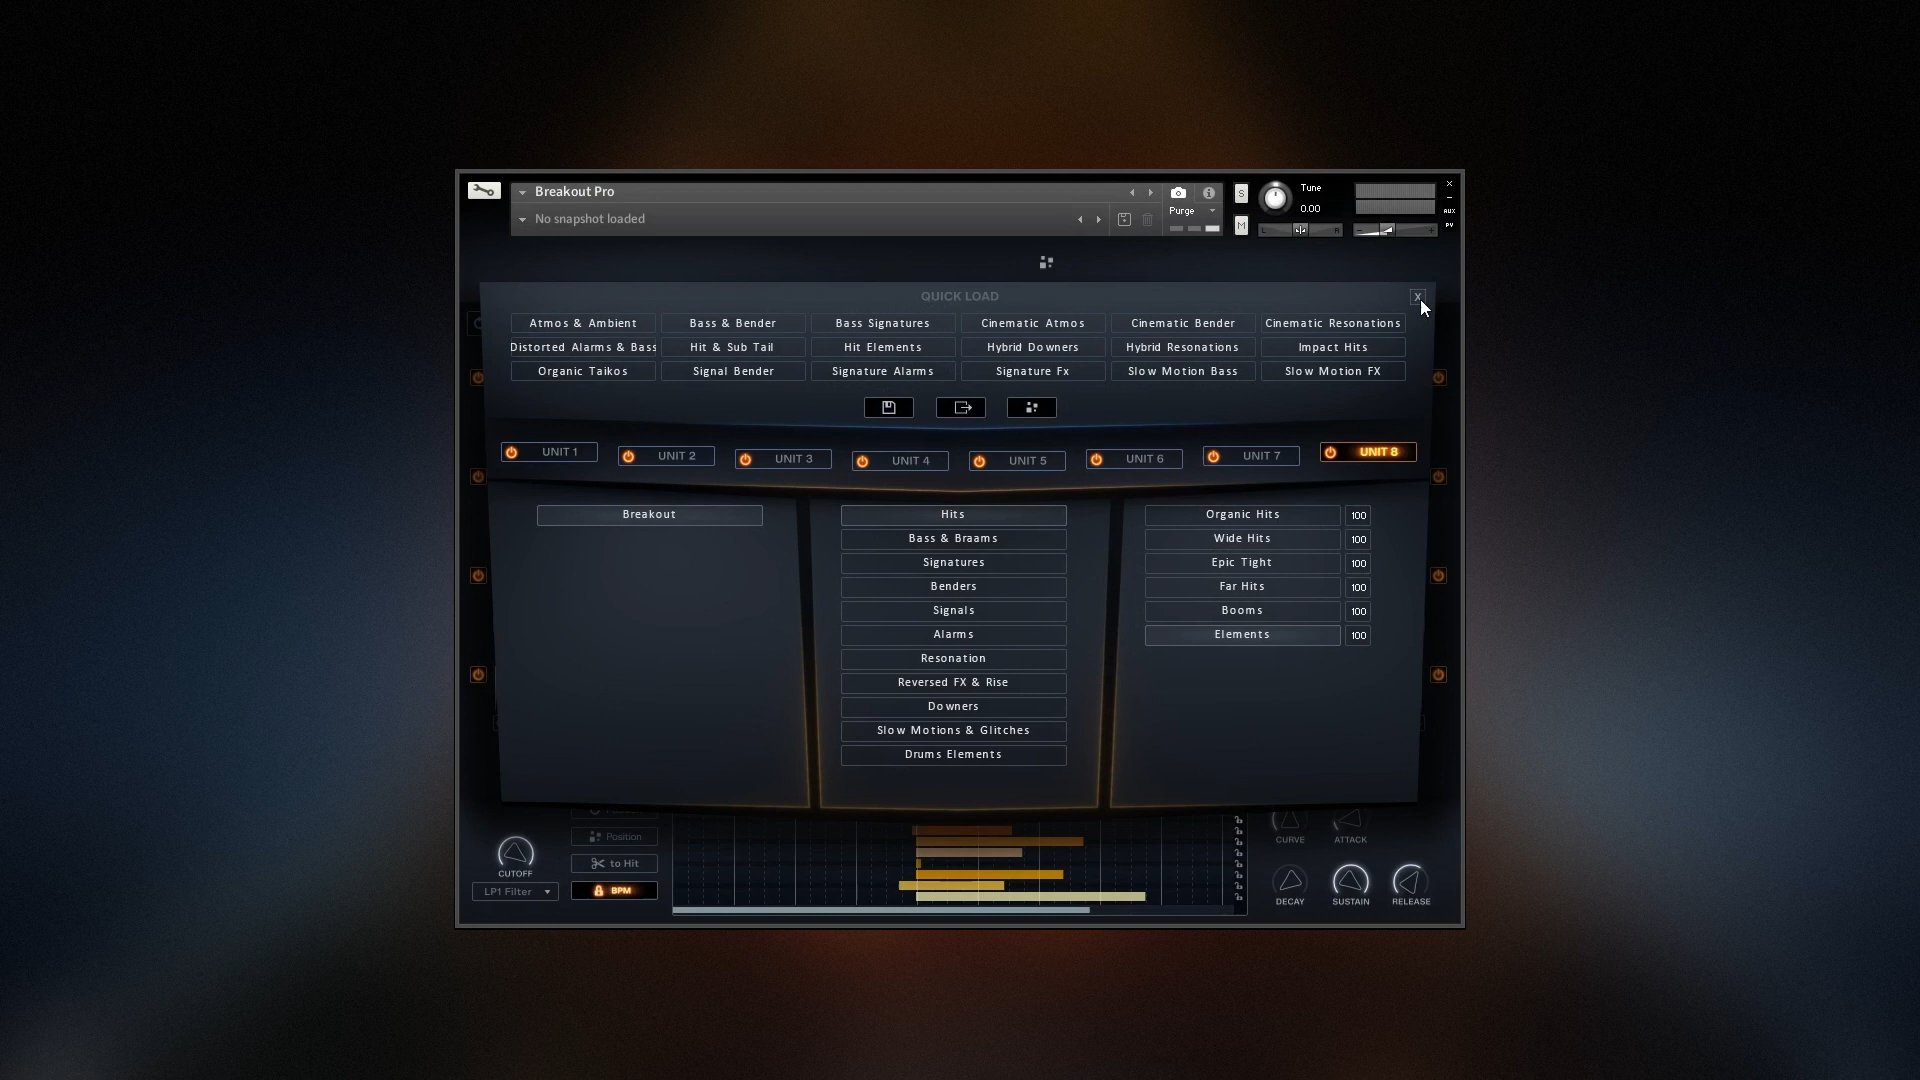 Breakout Pro
No snapshot loaded
Purge
S
M
Tune
0.00
L R
- +
x
AUX
PV
QUICK LOAD
X
Atmos & Ambient Bass & Bender Bass Signatures Cinematic Atmos Cinematic Bender Cinematic Resonations
Distorted Alarms & Bass Hit & Sub Tail Hit Elements Hybrid Downers Hybrid Resonations Impact Hits
Organic Taikos Signal Bender Signature Alarms Signature Fx Slow Motion Bass Slow Motion FX
UNIT 1 UNIT 2 UNIT 3 UNIT 4 UNIT 5 UNIT 6 UNIT 7 UNIT 8
Breakout
Hits
Bass & Braams
Signatures
Benders
Signals
Alarms
Resonation
Reversed FX & Rise
Downers
Slow Motions & Glitches
Drums Elements
Organic Hits 100
Wide Hits 100
Epic Tight 100
Far Hits 100
Booms 100
Elements 100
CUTOFF
LP1 Filter
Position
to Hit
BPM
CURVE ATTACK
DECAY SUSTAIN RELEASE